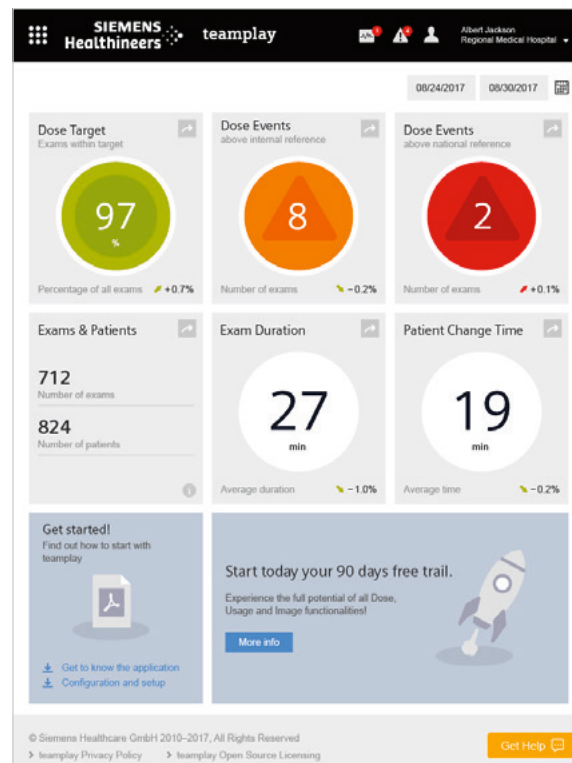 SIEMENS
Healthineers
teamplay
Albert Jackson
Regional Medical Hospital
08/24/2017 08/30/2017
Dose Target
Exams within target
97
%
Percentage of all exams +0.7%
Dose Events
above internal reference
8
Number of exams -0.2%
Dose Events
above national reference
2
Number of exams +0.1%
Exams & Patients
712
Number of exams
824
Number of patients
Exam Duration
27
min
Average duration -1.0%
Patient Change Time
19
min
Average time -0.2%
Get started!
Find out how to start with
teamplay
Get to know the application
Configuration and setup
Start today your 90 days free trail.
Experience the full potential of all Dose,
Usage and Image functionalities!
More info
© Siemens Healthcare GmbH 2010–2017, All Rights Reserved
teamplay Privacy Policy teamplay Open Source Licensing
Get Help